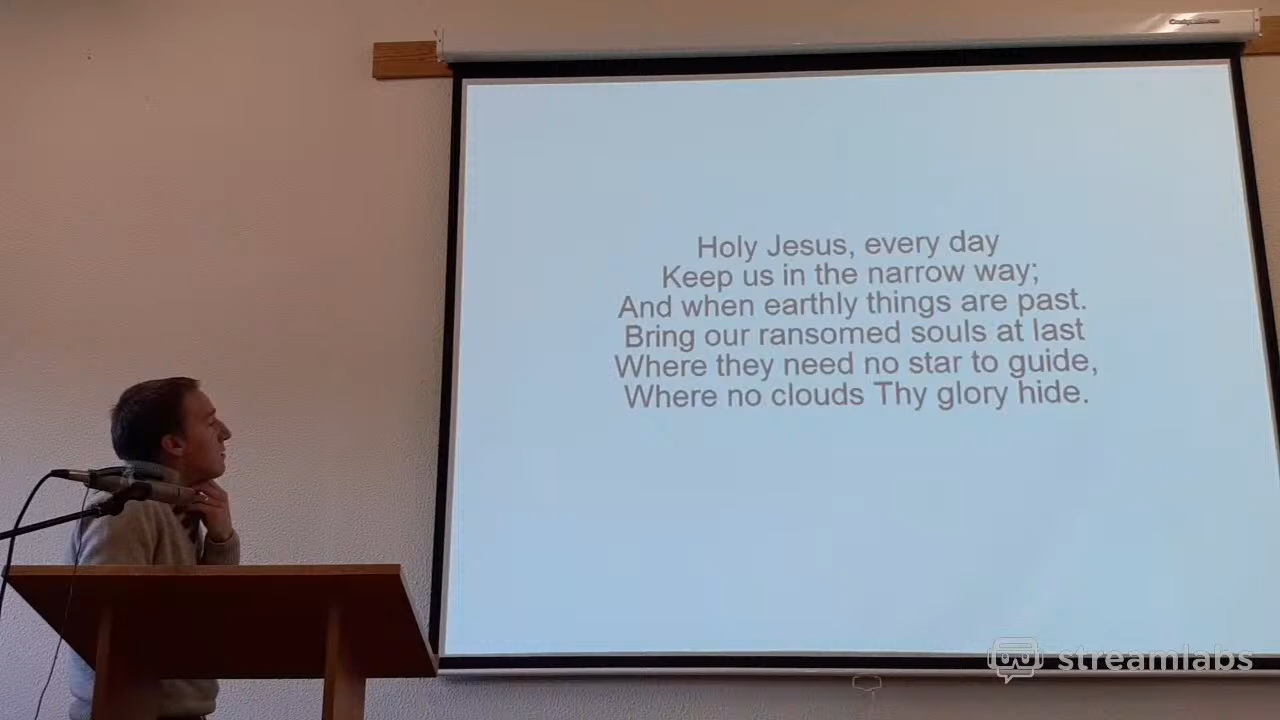 Holy Jesus, every day
Keep us in the narrow way;
And when earthly things are past.
Bring our ransomed souls at last
Where they need no star to guide,
Where no clouds Thy glory hide.
streamlabs